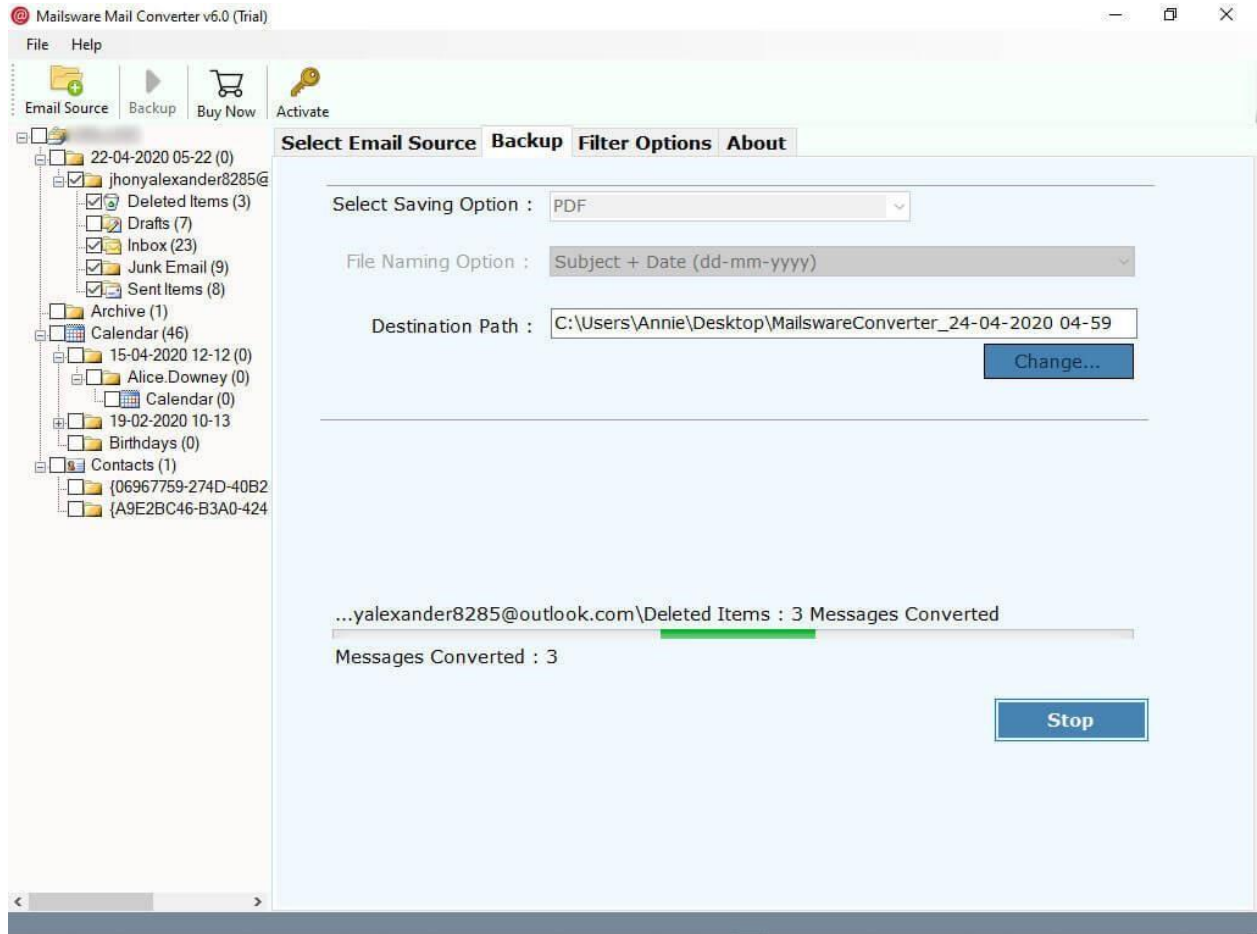 Mailsware Mail Converter v6.0 (Trial)
File Help
Email Source Backup Buy Now Activate
22-04-2020 05-22 (0)
jhonyalexander8285@
Deleted Items (3)
Drafts (7)
Inbox (23)
Junk Email (9)
Sent Items (8)
Archive (1)
Calendar (46)
15-04-2020 12-12 (0)
Alice.Downey (0)
Calendar (0)
19-02-2020 10-13
Birthdays (0)
Contacts (1)
{06967759-274D-40B2
{A9E2BC46-B3A0-424
Select Email Source Backup Filter Options About
Select Saving Option : PDF
File Naming Option : Subject + Date (dd-mm-yyyy)
Destination Path : C:\Users\Annie\Desktop\MailswareConverter_24-04-2020 04-59
Change...
...yalexander8285@outlook.com\Deleted Items : 3 Messages Converted
Messages Converted : 3
Stop